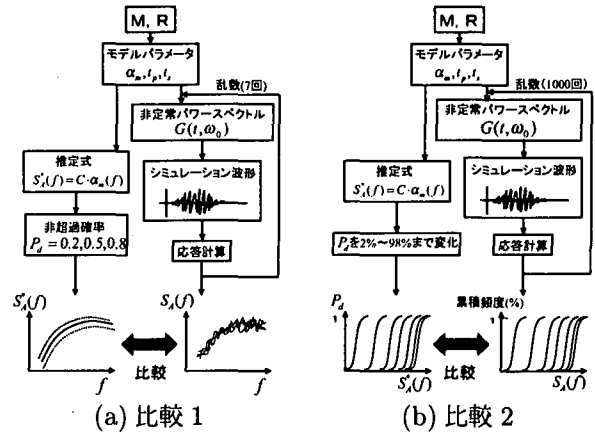 M, R
モデルパラメータ
α_m, t_p, t_s
乱数(7回)
非定常パワースペクトル
G(t,ω₀)
推定式
S*_A(f)=C·α_m(f)
シミュレーション波形
非超過確率
P_d = 0.2,0.5,0.8
応答計算
S*_A(f)
S_A(f)
比較
f
f
(a) 比較 1
M, R
モデルパラメータ
α_m, t_p, t_s
乱数(1000回)
非定常パワースペクトル
G(t,ω₀)
推定式
S*_A(f)=C·α_m(f)
シミュレーション波形
P_dを2%~98%まで変化
応答計算
P_d
累積頻度(%)
1
1
比較
S*_A(f)
S_A(f)
(b) 比較 2